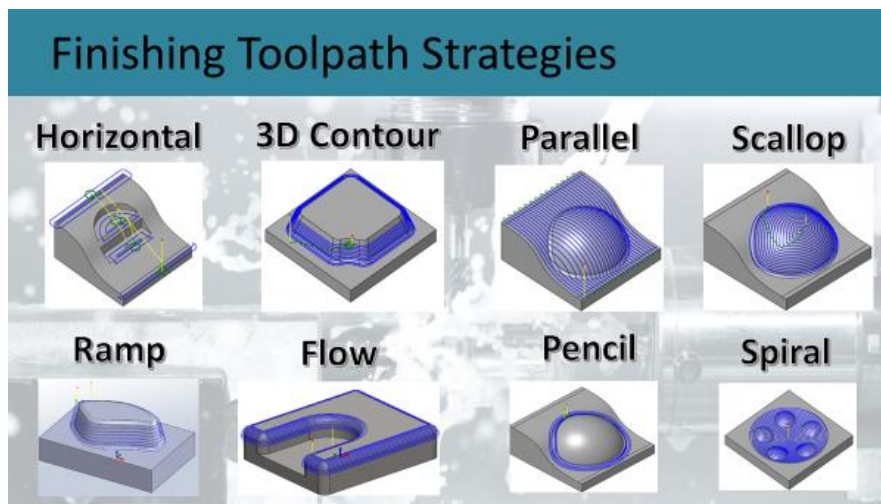 Finishing Toolpath Strategies
Horizontal
3D Contour
Parallel
Scallop
Ramp
Flow
Pencil
Spiral